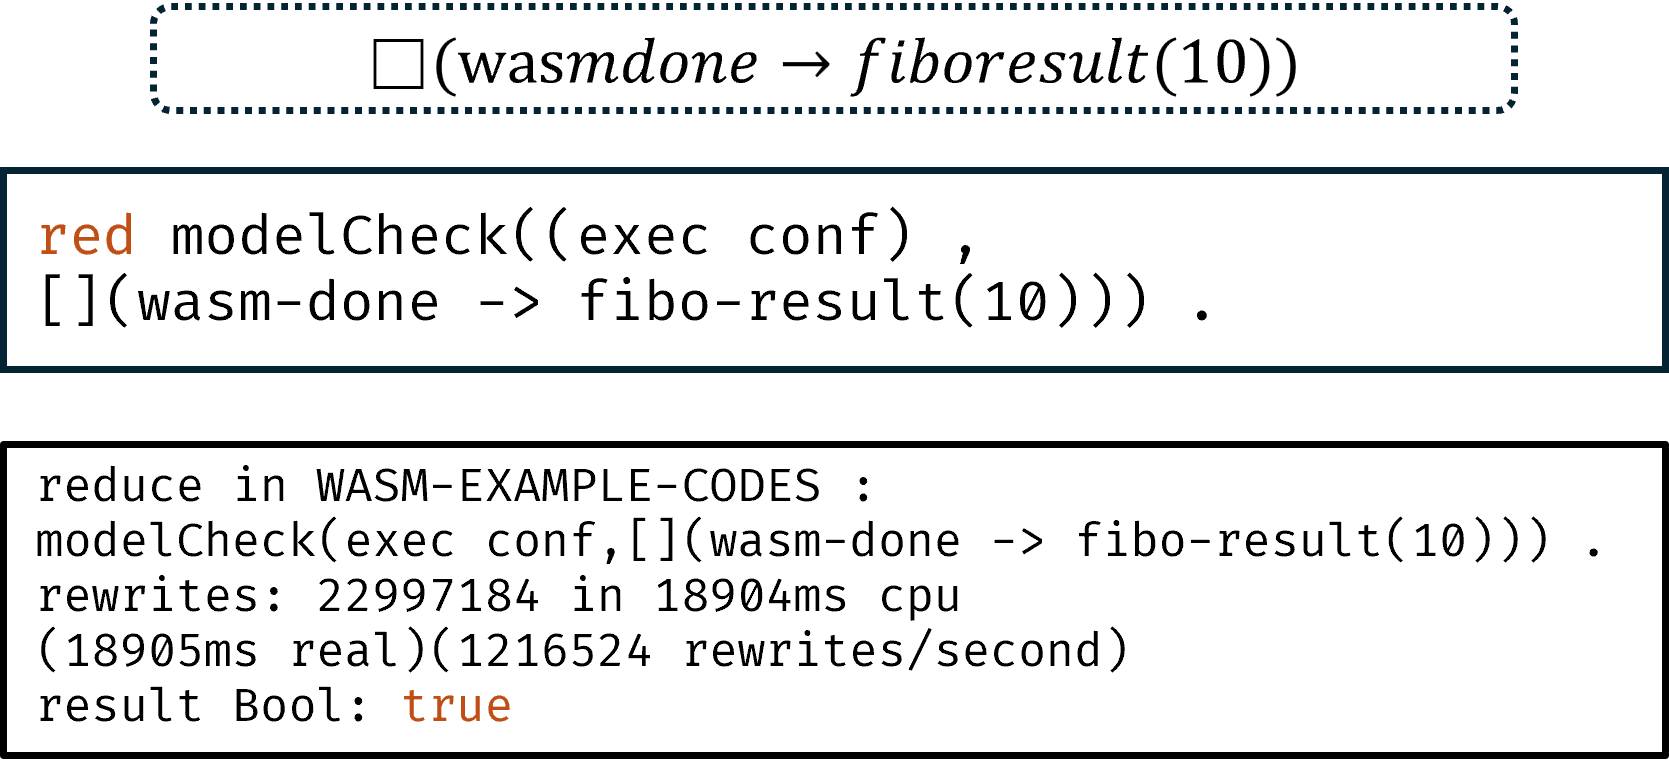 □(wasmdone → fiboresult(10))
red modelCheck((exec conf) ,
[](wasm-done -> fibo-result(10))) .
reduce in WASM-EXAMPLE-CODES :
modelCheck(exec conf,[](wasm-done -> fibo-result(10))) .
rewrites: 22997184 in 18904ms cpu
(18905ms real)(1216524 rewrites/second)
result Bool: true